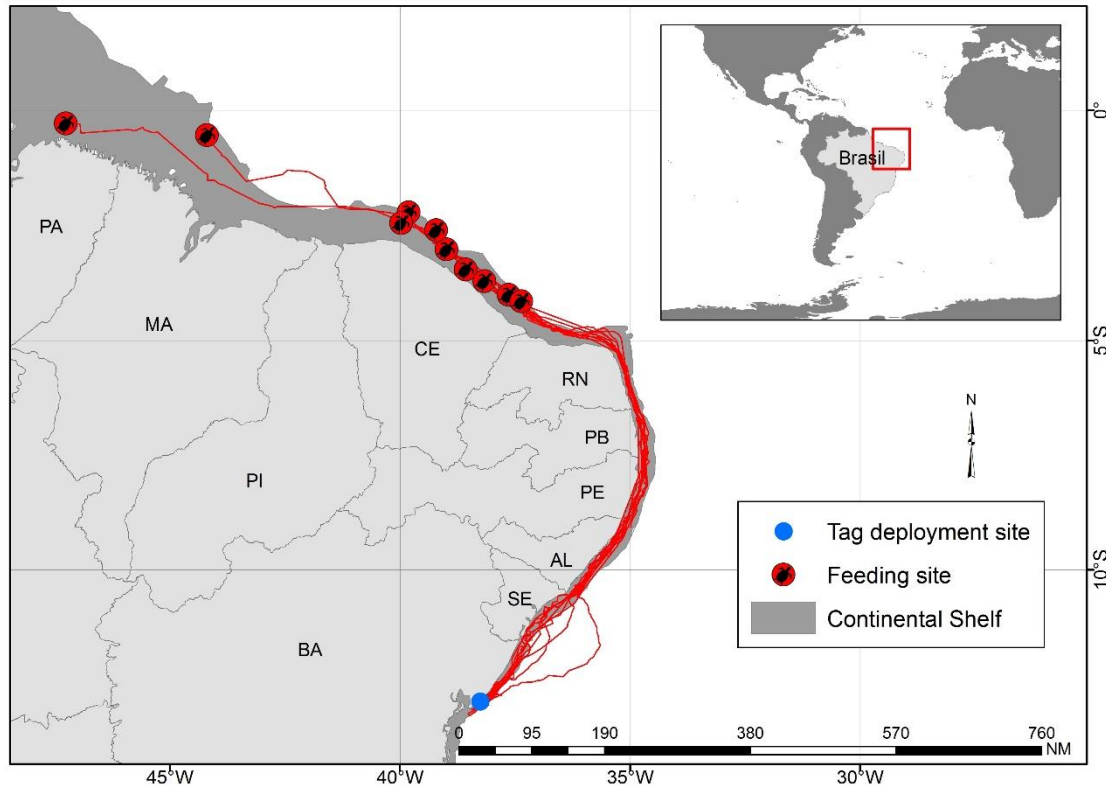 Brasil
0°
PA
MA
CE
5°S
RN
PB
PI
PE
N
AL
SE
BA
Tag deployment site
Feeding site
Continental Shelf
10°S
0 95 190 380 570 760
NM
45°W 40°W 35°W 30°W